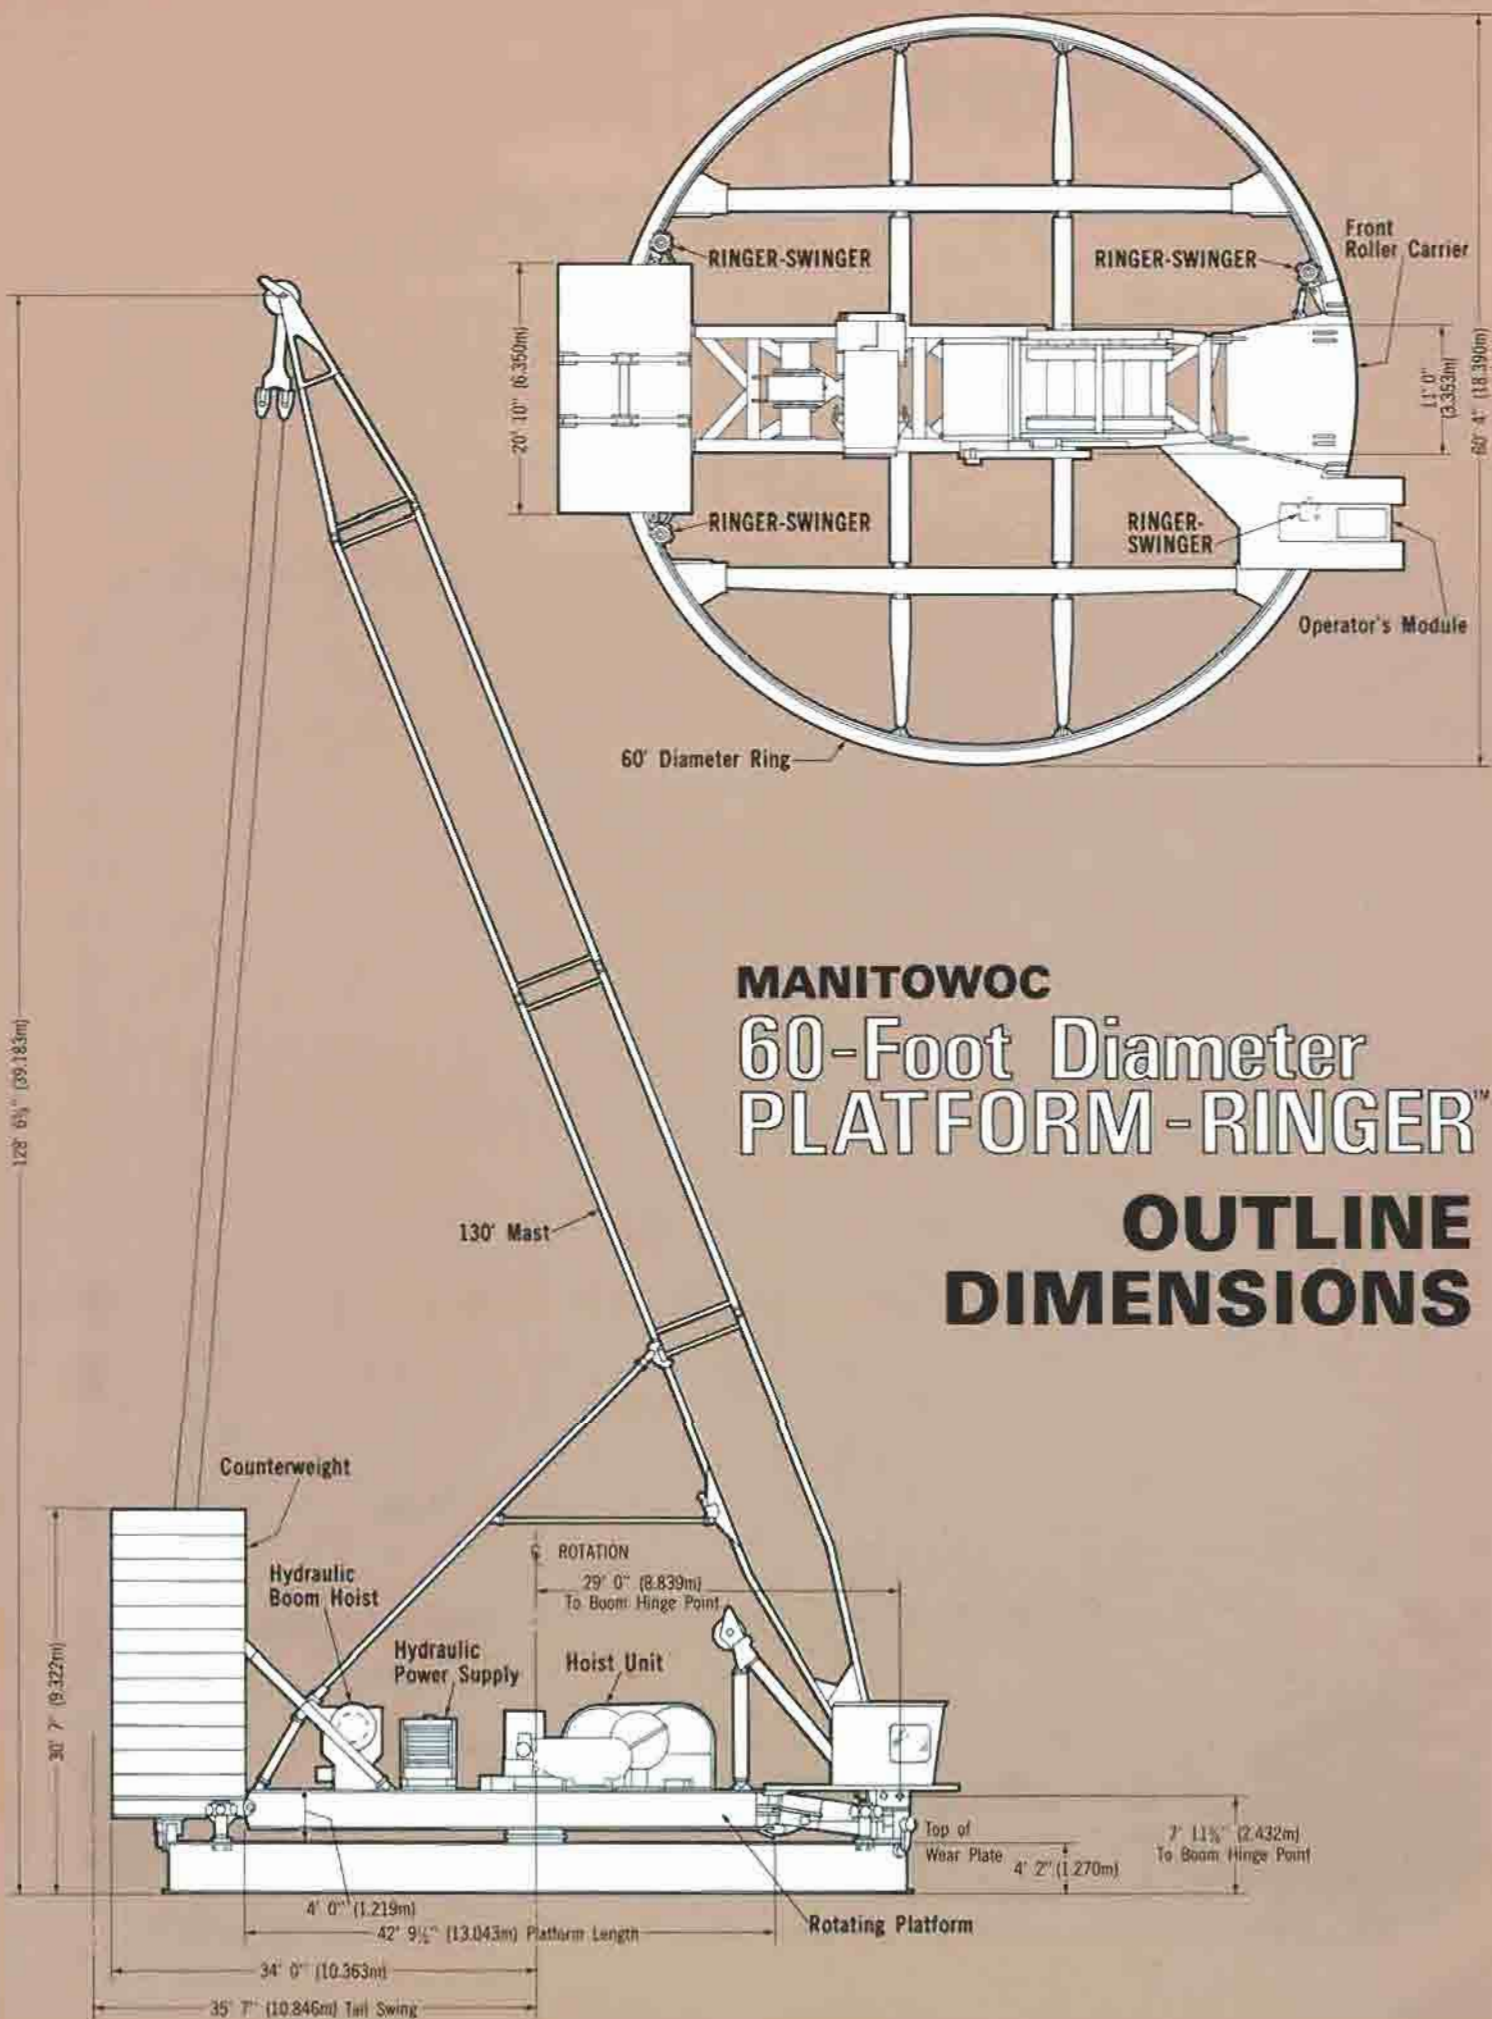 RINGER-SWINGER
RINGER-SWINGER
Front
Roller Carrier
20' 10" (6.350m)
11' 0"
(3.353m)
60' 4" (18.390m)
RINGER-SWINGER
RINGER-
SWINGER
Operator's Module
60' Diameter Ring
MANITOWOC
60-Foot Diameter
PLATFORM-RINGER™
OUTLINE
DIMENSIONS
128' 6¾" (39.183m)
130' Mast
Counterweight
℄ ROTATION
29' 0" (8.839m)
To Boom Hinge Point
Hydraulic
Boom Hoist
Hydraulic
Power Supply
Hoist Unit
30' 7" (9.322m)
Top of
Wear Plate
4' 2" (1.270m)
(2.432m)
To Boom Hinge Point
4' 0" (1.219m)
42' 9½" (13.043m) Platform Length
Rotating Platform
34' 0" (10.363m)
35' 7" (10.846m) Tail Swing